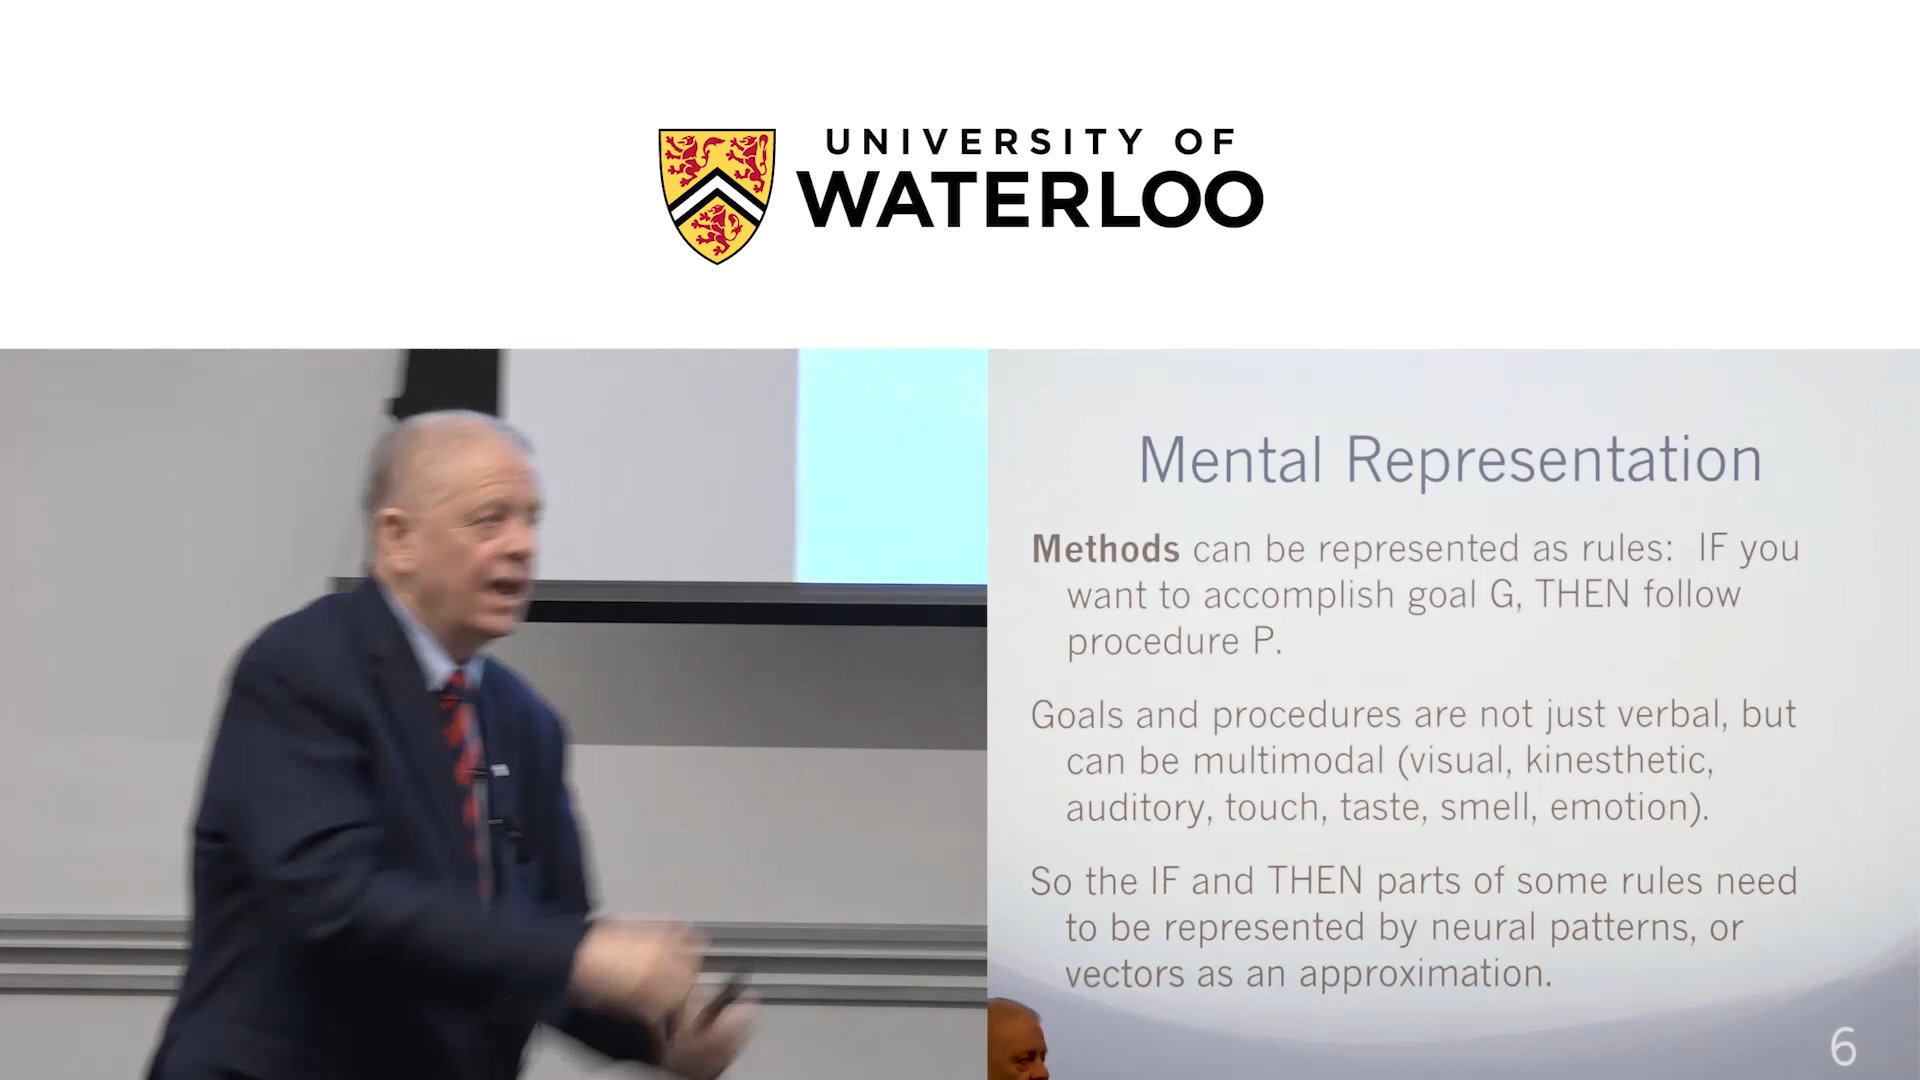 UNIVERSITY OF
WATERLOO
Mental Representation
Methods can be represented as rules: IF you
want to accomplish goal G, THEN follow
procedure P.
Goals and procedures are not just verbal, but
can be multimodal (visual, kinesthetic,
auditory, touch, taste, smell, emotion).
So the IF and THEN parts of some rules need
to be represented by neural patterns, or
vectors as an approximation.
6